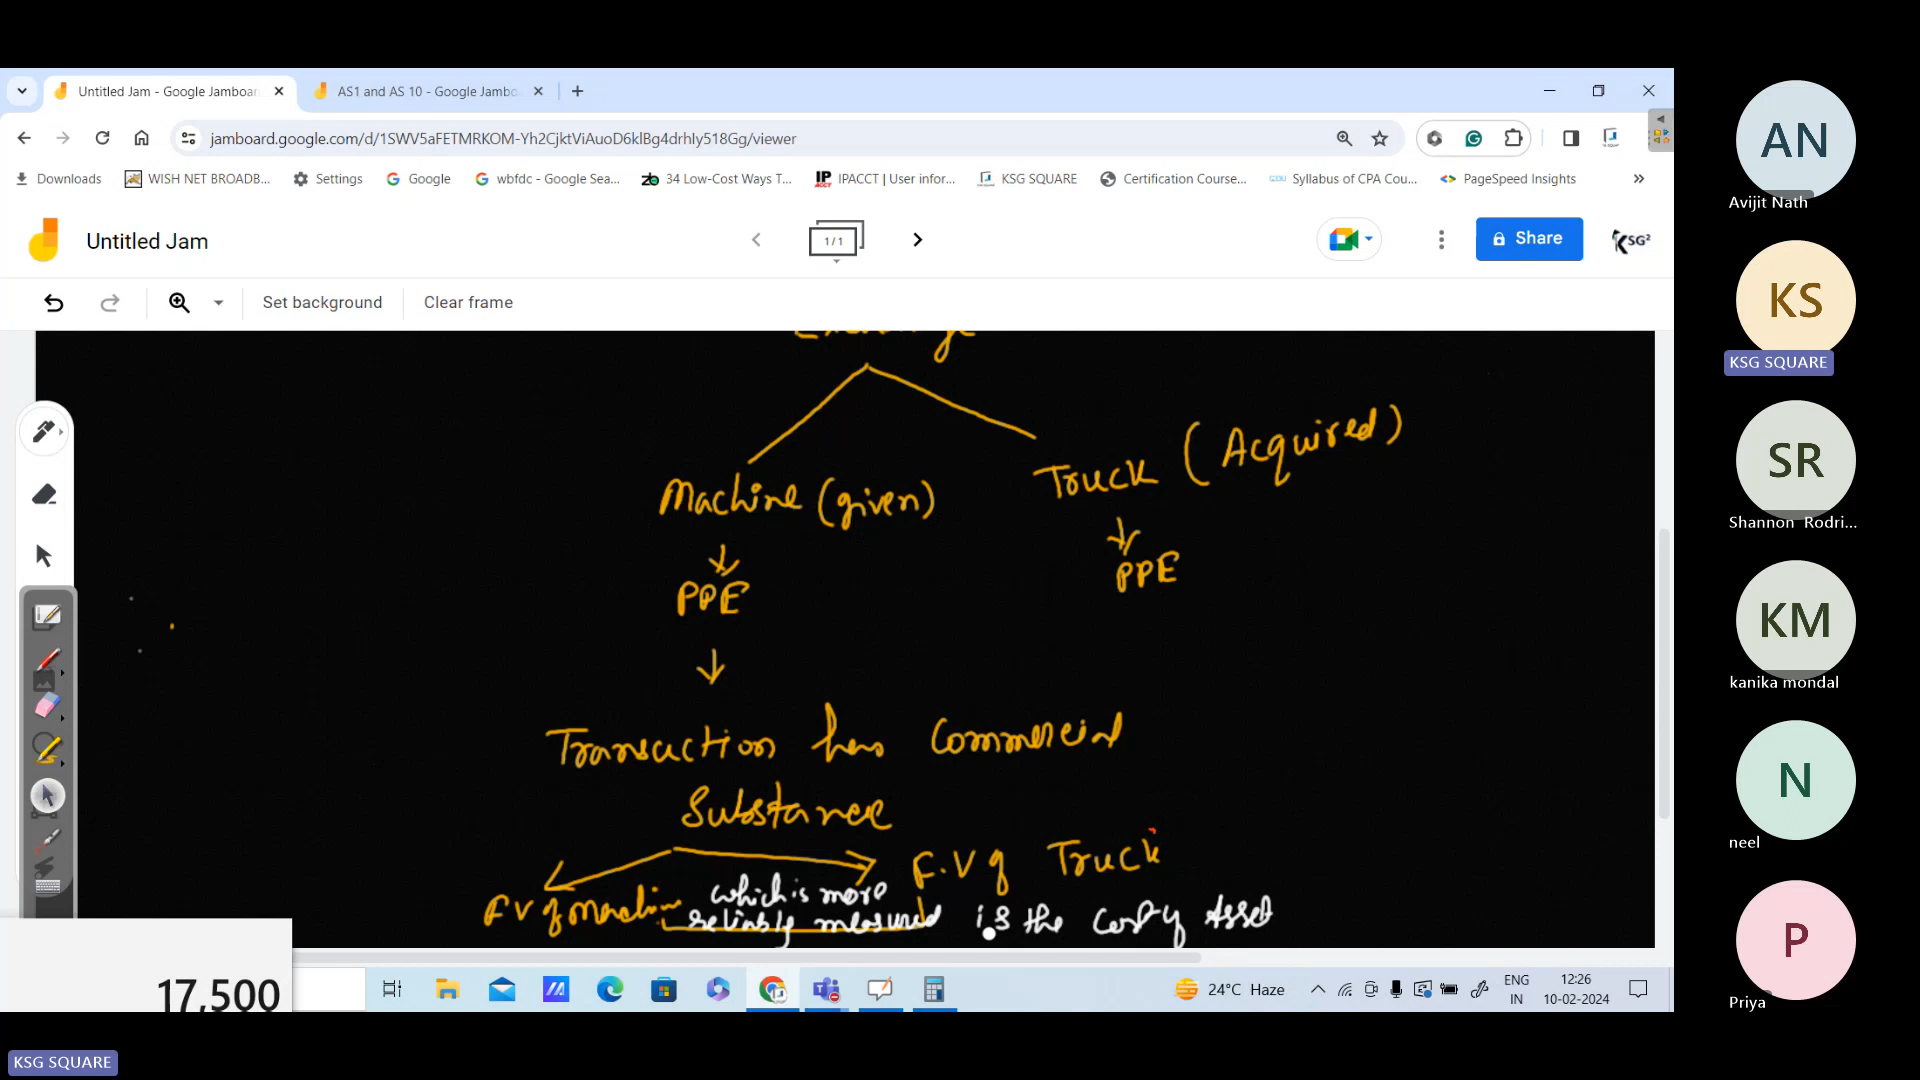 Untitled Jam - Google Jamboar
AS1 and AS 10 - Google Jambo
jamboard.google.com/d/1SWV5aFETMRKOM-Yh2CjktViAuoD6klBg4drhIy518Gg/viewer
Downloads
WISH NET BROADB...
Settings
Google
wbfdc - Google Sea...
34 Low-Cost Ways T...
IPACCT | User infor...
KSG SQUARE
Certification Course...
Syllabus of CPA Cou...
PageSpeed Insights
Untitled Jam
1 / 1
Share
KSG²
Set background
Clear frame
Exchange
Machine (given)
Truck (Acquired)
PPE
PPE
Transaction has Commercial
Substance
F.V of Truck
FV of Machine which is more
reliably measured is the cost of Asset
17,500
24°C Haze
ENG
IN
12:26
10-02-2024
AN
Avijit Nath
KS
KSG SQUARE
SR
Shannon Rodri...
KM
kanika mondal
N
neel
P
Priya
KSG SQUARE